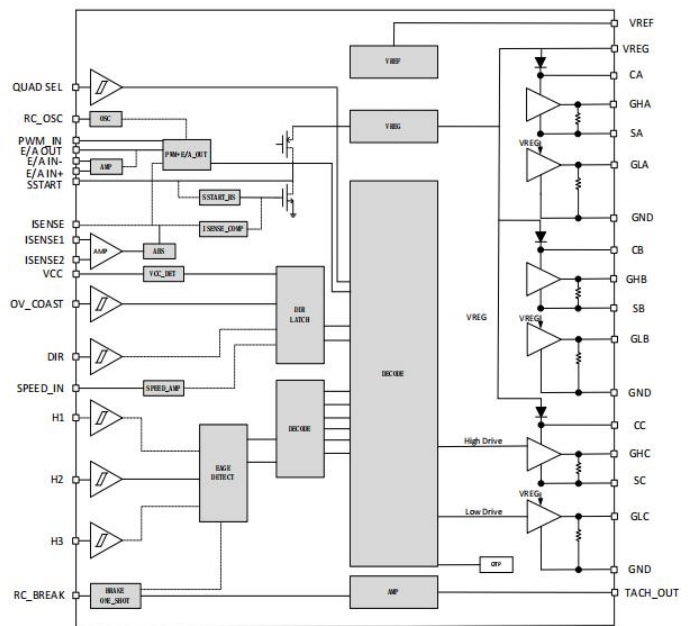 VREF
VREF
VREG
CA
QUAD SEL
RC_OSC
OSC
VREG
GHA
PWM_IN
E/A OUT
PWM+E/A_OUT
SA
E/A IN-
AMP
VREG
E/A IN+
GLA
SSTART
SSTART_RS
GND
ISENSE
ISENSE_COMP
ISENSE1
AMP
ABS
CB
ISENSE2
VCC
VCC_DET
GHB
OV_COAST
DIR
LATCH
SB
VREG
VREG
GLB
DIR
DECODE
SPEED_IN
SPEED_AMP
GND
H1
DECODE
CC
EAGE
DETECT
High Drive
GHC
H2
SC
VREG
Low Drive
GLC
H3
OTP
GND
RC_BREAK
BRAKE
ONE_SHOT
AMP
TACH_OUT